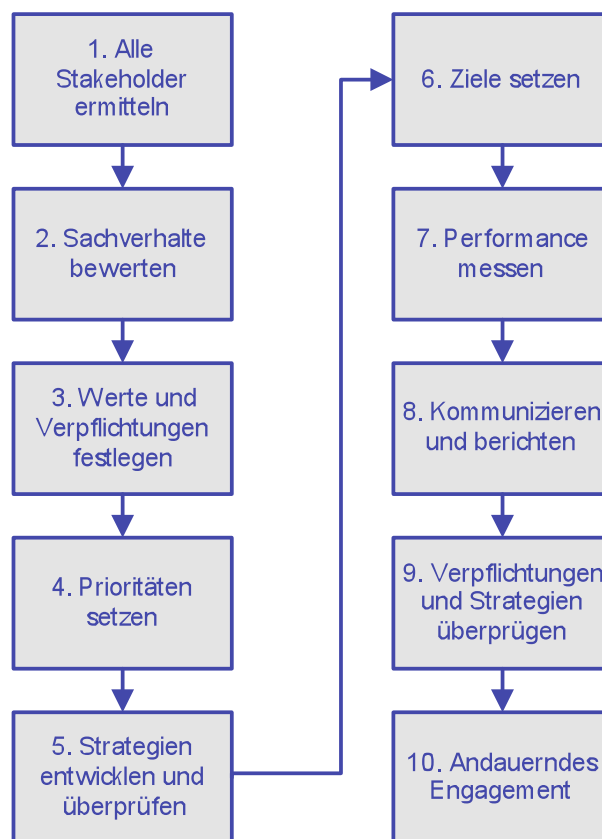 1. Alle
Stakeholder
ermitteln
2. Sachverhalte
bewerten
3. Werte und
Verpflichtungen
festlegen
4. Prioritäten
setzen
5. Strategien
entwicklen und
überprüfen
6. Ziele setzen
7. Performance
messen
8. Kommunizieren
und berichten
9. Verpflichtungen
und Strategien
überprügen
10. Andauerndes
Engagement